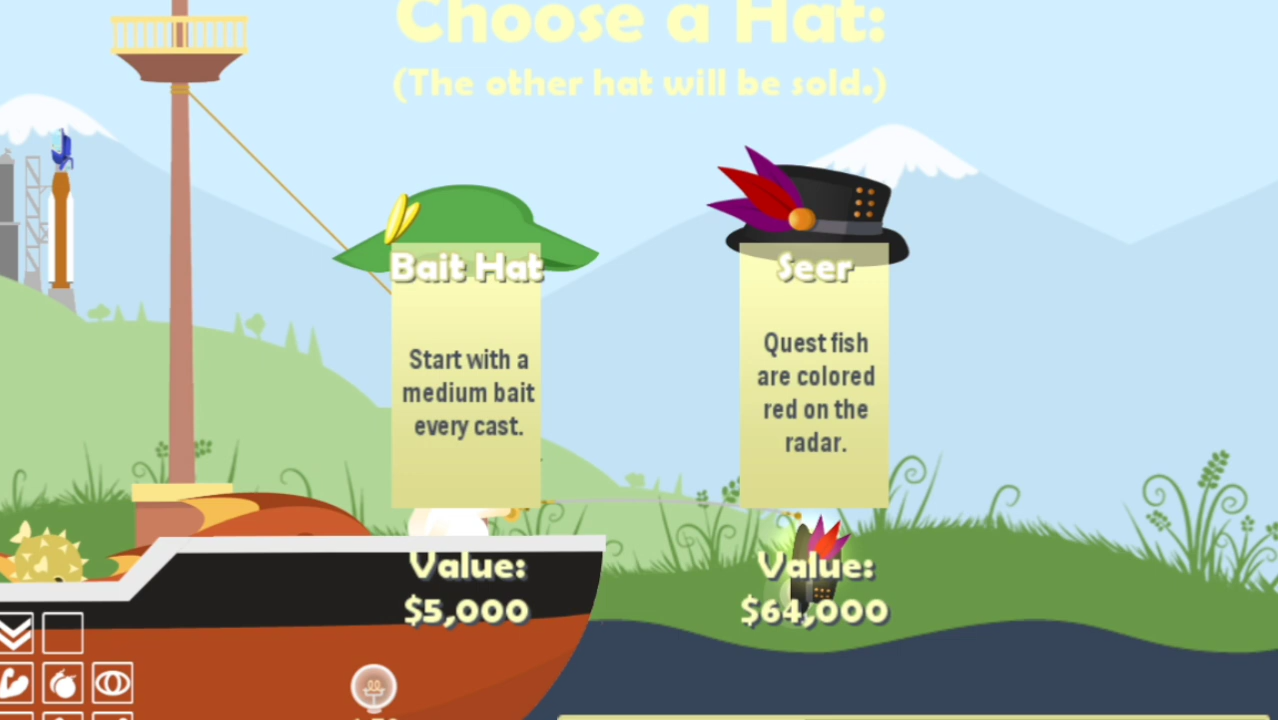 Choose a Hat:
(The other hat will be sold.)
Bait Hat
Start with a
medium bait
every cast.
Value:
$5,000
Seer
Quest fish
are colored
red on the
radar.
Value:
$64,000